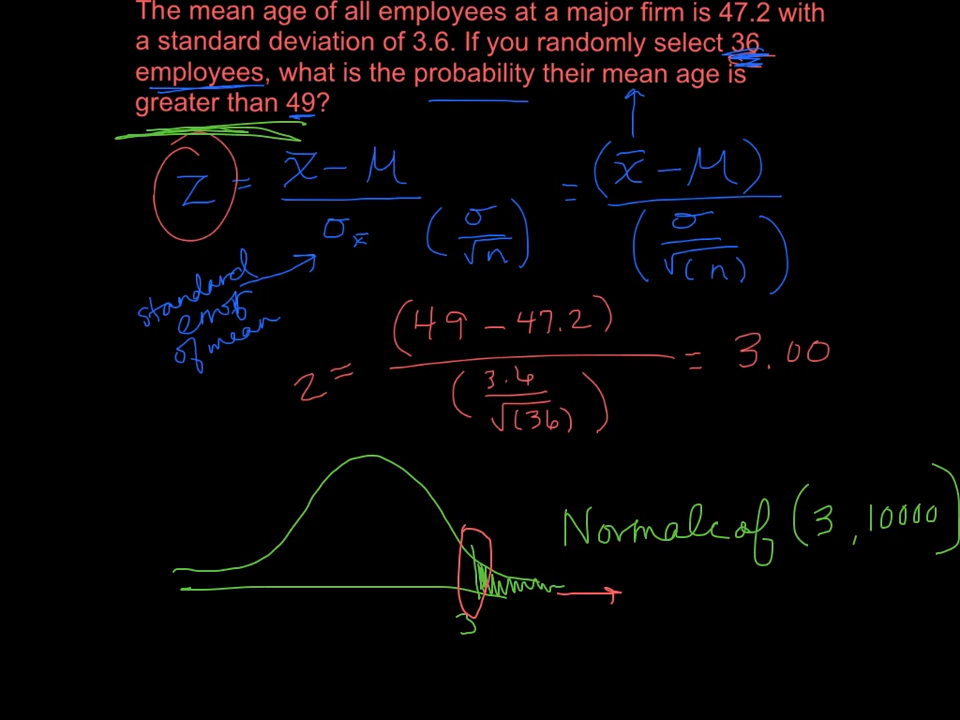 The mean age of all employees at a major firm is 47.2 with
a standard deviation of 3.6. If you randomly select 36
employees, what is the probability their mean age is
greater than 49?
z = (x̄ − μ) / σx̄ (σ/√n) = (x̄ − μ) / (σ/√(n))
standard
error
of mean
z = (49 − 47.2) / (3.6/√(36)) = 3.00
Normalcdf (3, 10000)
3